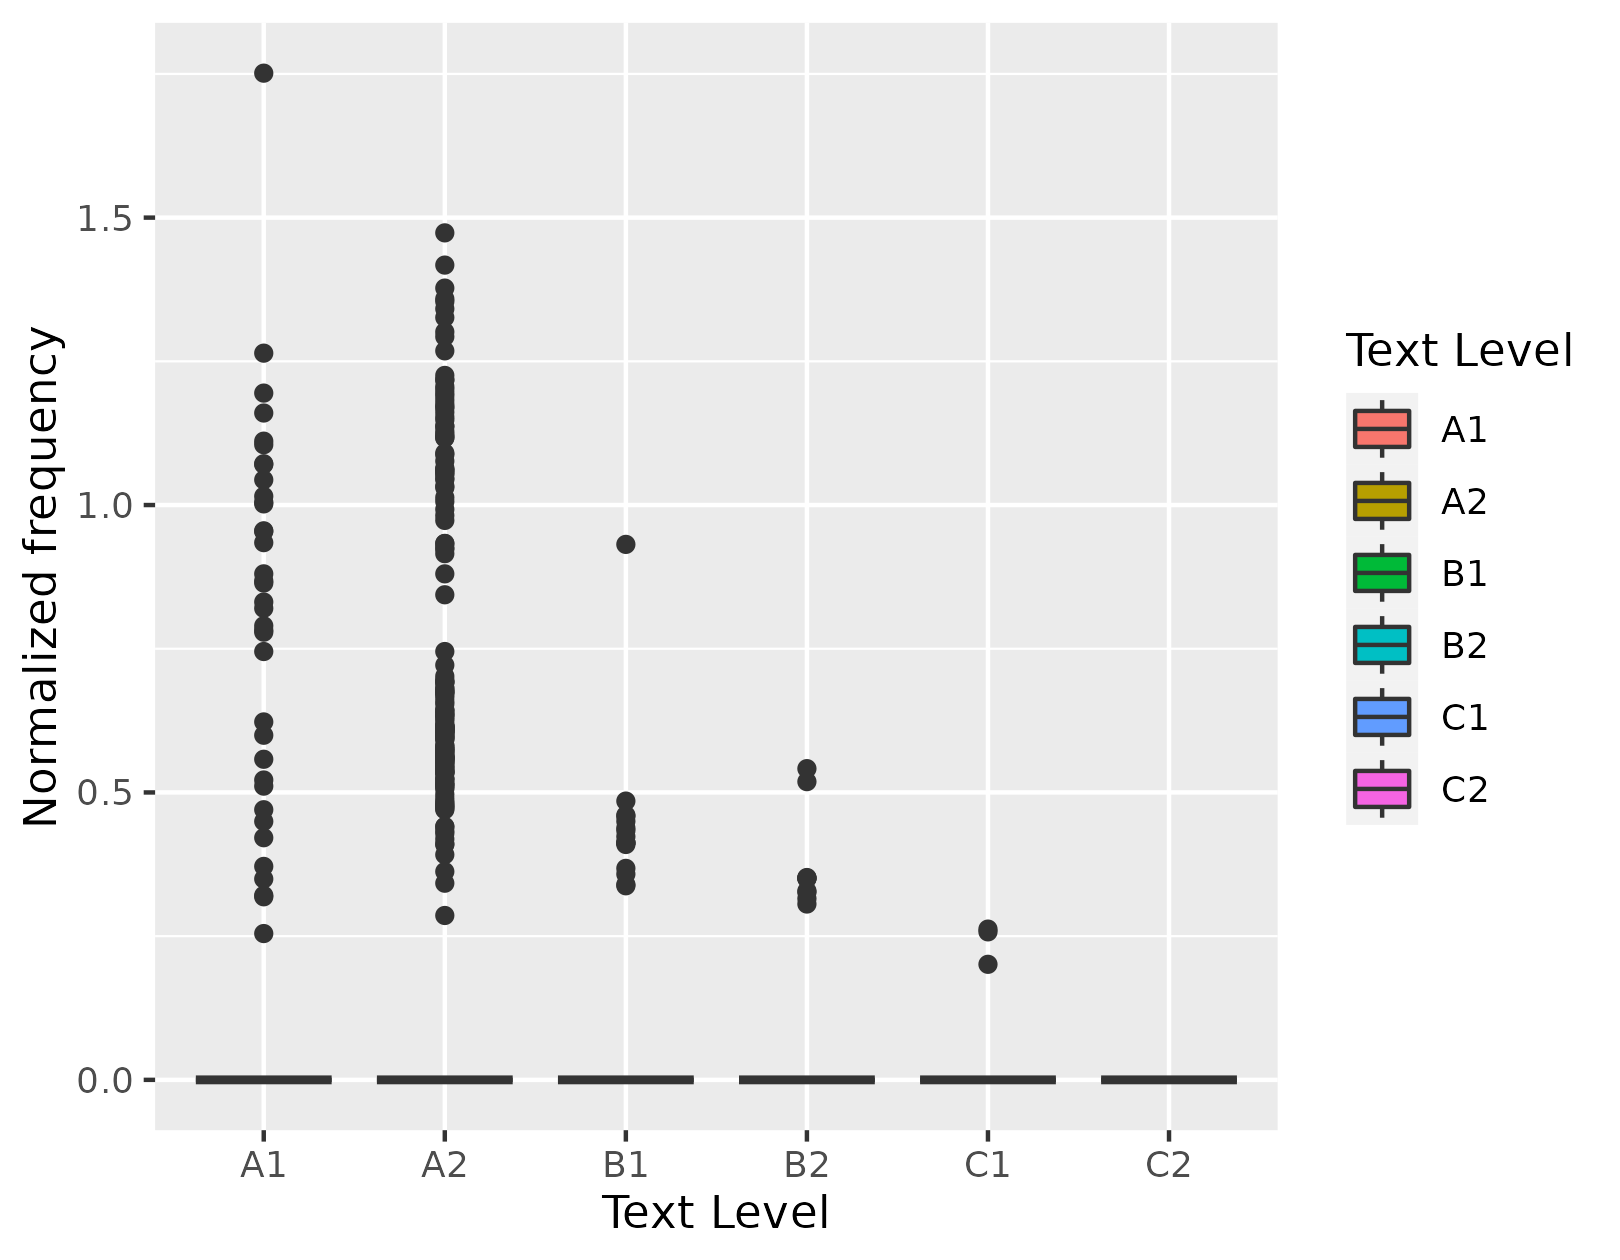 1.5
1.0
0.5
0.0
Normalized frequency
A1 A2 B1 B2 C1 C2
Text Level
Text Level
A1
A2
B1
B2
C1
C2